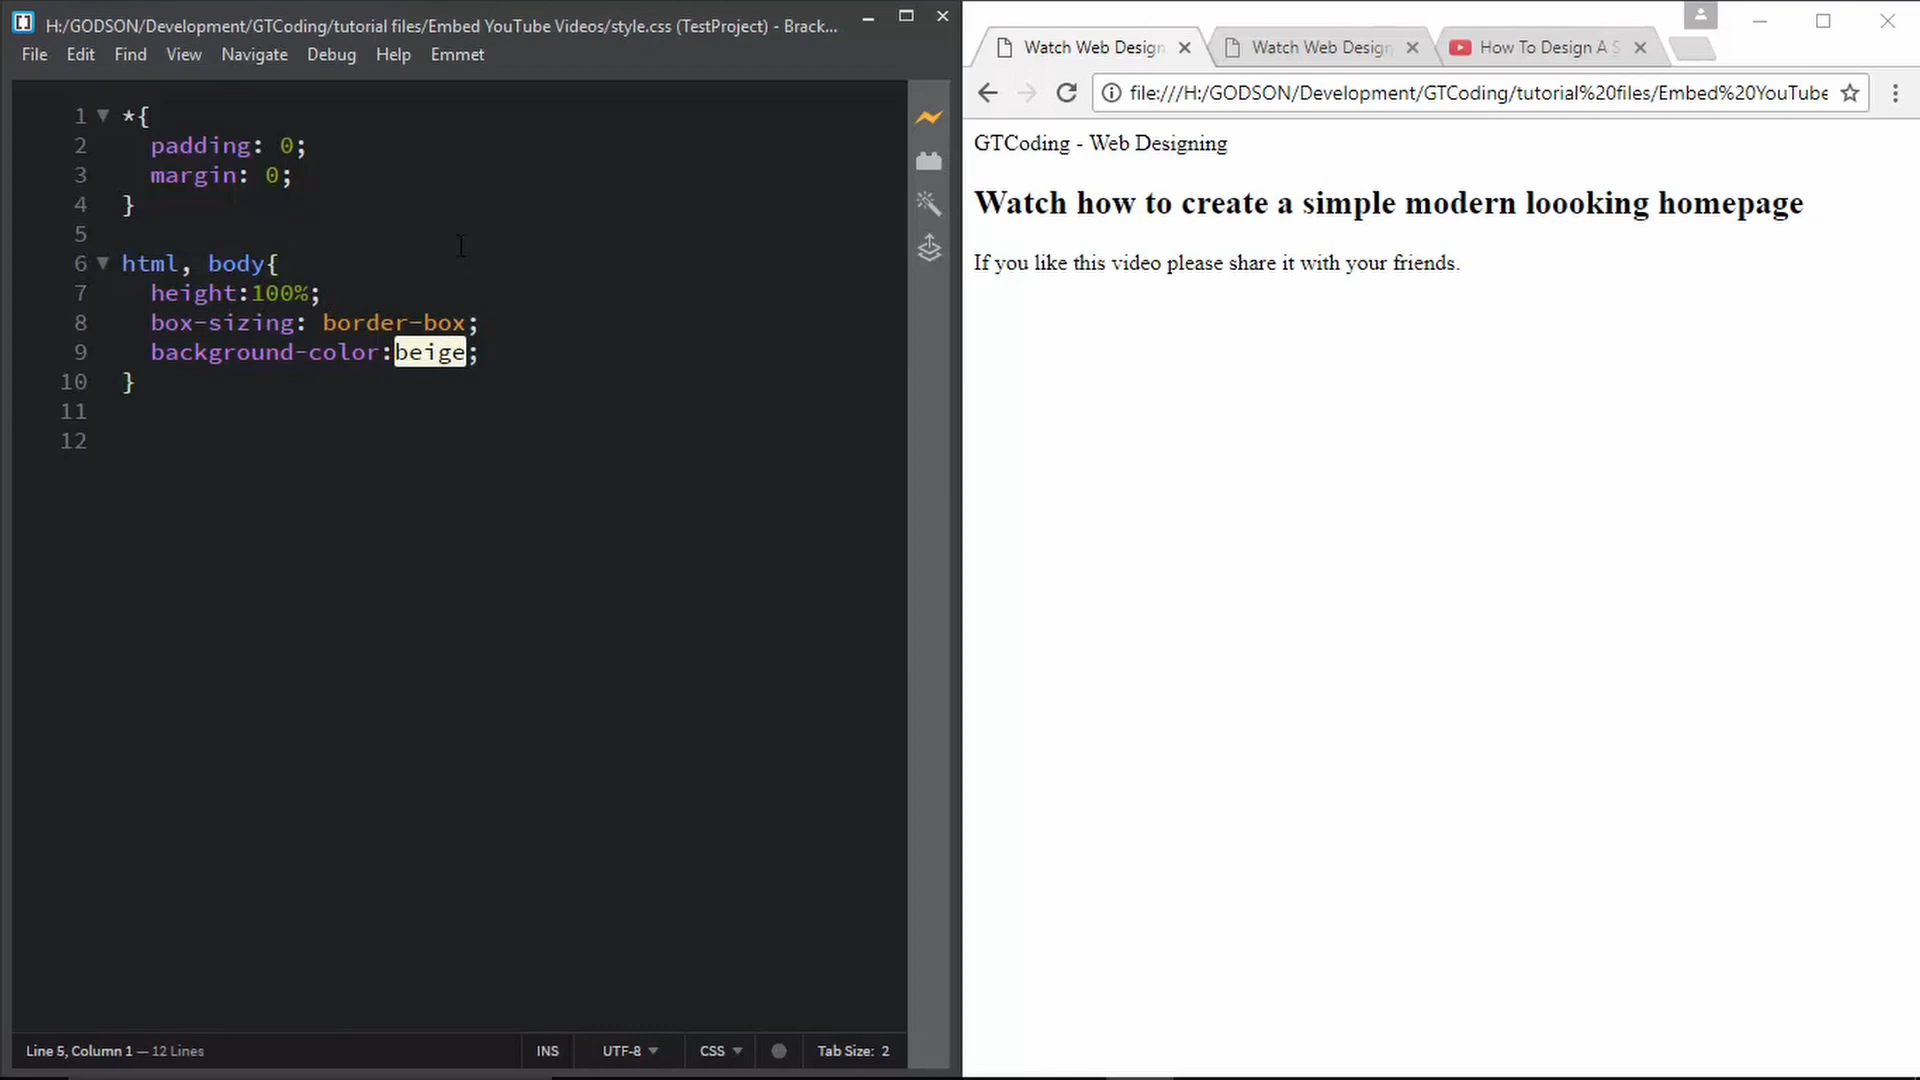 H:/GODSON/Development/GTCoding/tutorial files/Embed YouTube Videos/style.css (TestProject) - Brack...
File Edit Find View Navigate Debug Help Emmet
1 *{
2 padding: 0;
3 margin: 0;
4 }
5
6 html, body{
7 height:100%;
8 box-sizing: border-box;
9 background-color:beige;
10 }
11
12
Line 5, Column 1 — 12 Lines
INS UTF-8 CSS Tab Size: 2
Watch Web Design Watch Web Design How To Design A S
file:///H:/GODSON/Development/GTCoding/tutorial%20files/Embed%20YouTube
GTCoding - Web Designing
Watch how to create a simple modern loooking homepage
If you like this video please share it with your friends.